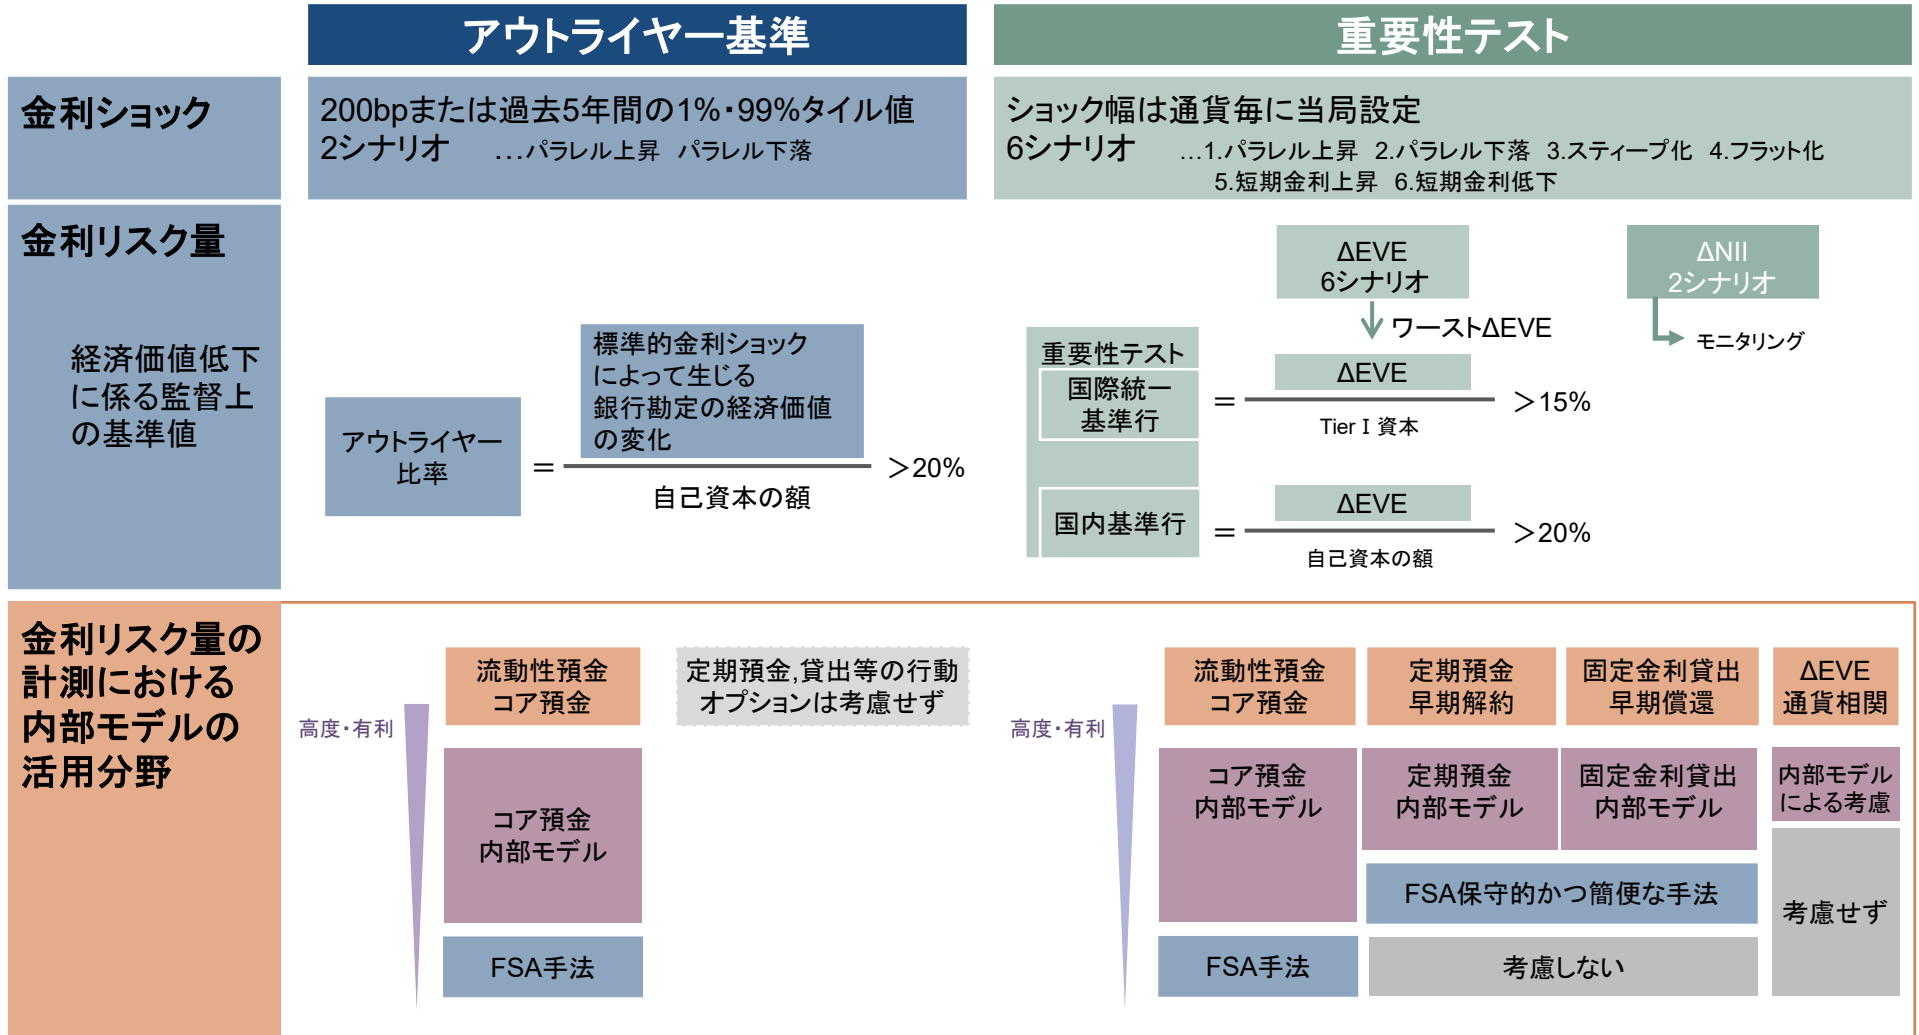 アウトライヤー基準
重要性テスト
金利ショック
200bpまたは過去5年間の1%・99%タイル値
2シナリオ …パラレル上昇 パラレル下落
ショック幅は通貨毎に当局設定
6シナリオ …1.パラレル上昇 2.パラレル下落 3.スティープ化 4.フラット化
5.短期金利上昇 6.短期金利低下
金利リスク量
経済価値低下
に係る監督上
の基準値
アウトライヤー
比率
=
標準的金利ショック
によって生じる
銀行勘定の経済価値
の変化
自己資本の額
>20%
ΔEVE
6シナリオ
ΔNII
2シナリオ
ワーストΔEVE
モニタリング
重要性テスト
国際統一
基準行
=
ΔEVE
Tier I 資本
>15%
国内基準行
=
ΔEVE
自己資本の額
>20%
金利リスク量の
計測における
内部モデルの
活用分野
高度・有利
流動性預金
コア預金
定期預金,貸出等の行動
オプションは考慮せず
コア預金
内部モデル
FSA手法
高度・有利
流動性預金
コア預金
定期預金
早期解約
固定金利貸出
早期償還
ΔEVE
通貨相関
コア預金
内部モデル
定期預金
内部モデル
固定金利貸出
内部モデル
内部モデル
による考慮
FSA保守的かつ簡便な手法
考慮せず
FSA手法
考慮しない